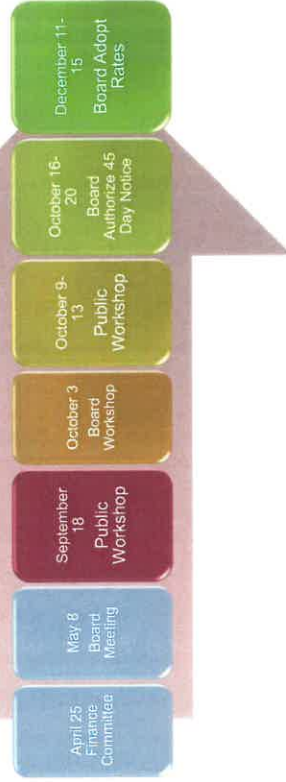 April 25
Finance
Committee
May 8
Board
Meeting
September
18
Public
Workshop
October 3
Board
Workshop
October 9-
13
Public
Workshop
October 16-
20
Board
Authorize 45
Day Notice
December 11-
15
Board Adopt
Rates